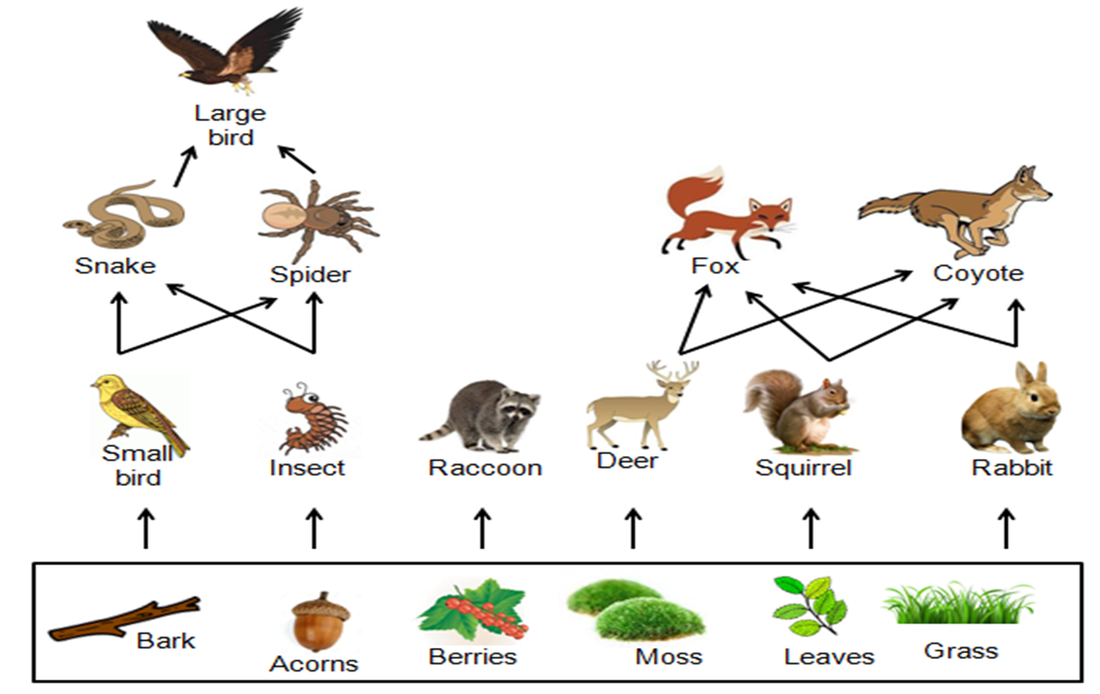 Large
bird
Snake
Spider
Fox
Coyote
Small
bird
Insect
Raccoon
Deer
Squirrel
Rabbit
Bark
Acorns
Berries
Moss
Leaves
Grass